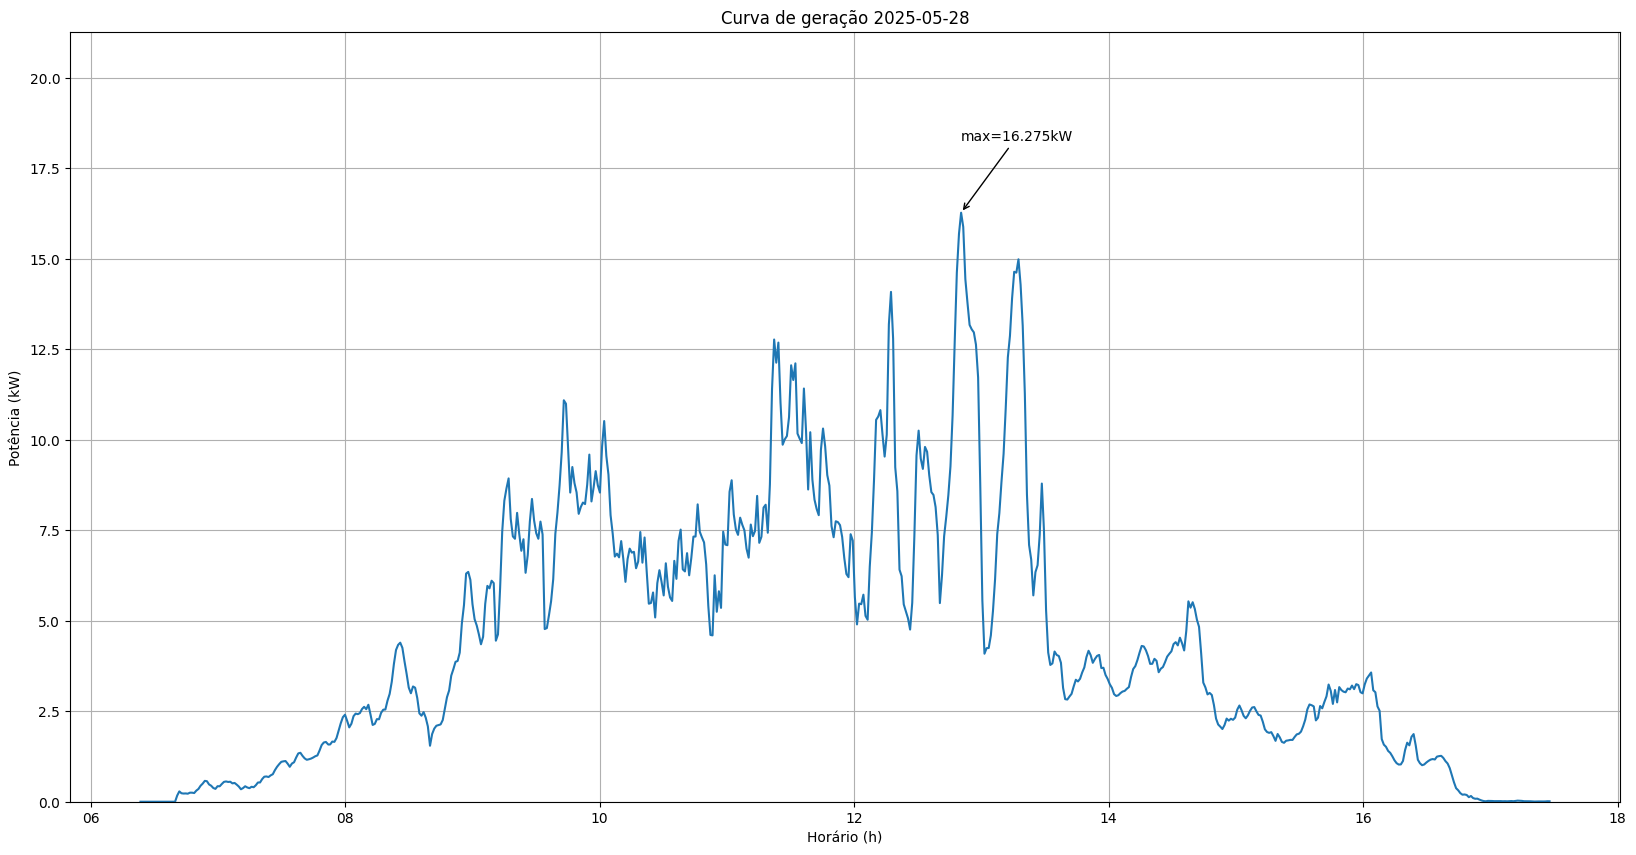 Curva de geração 2025-05-28
20.0
17.5
15.0
12.5
10.0
7.5
5.0
2.5
0.0
Potência (kW)
max=16.275kW
06 08 10 12 14 16 18
Horário (h)